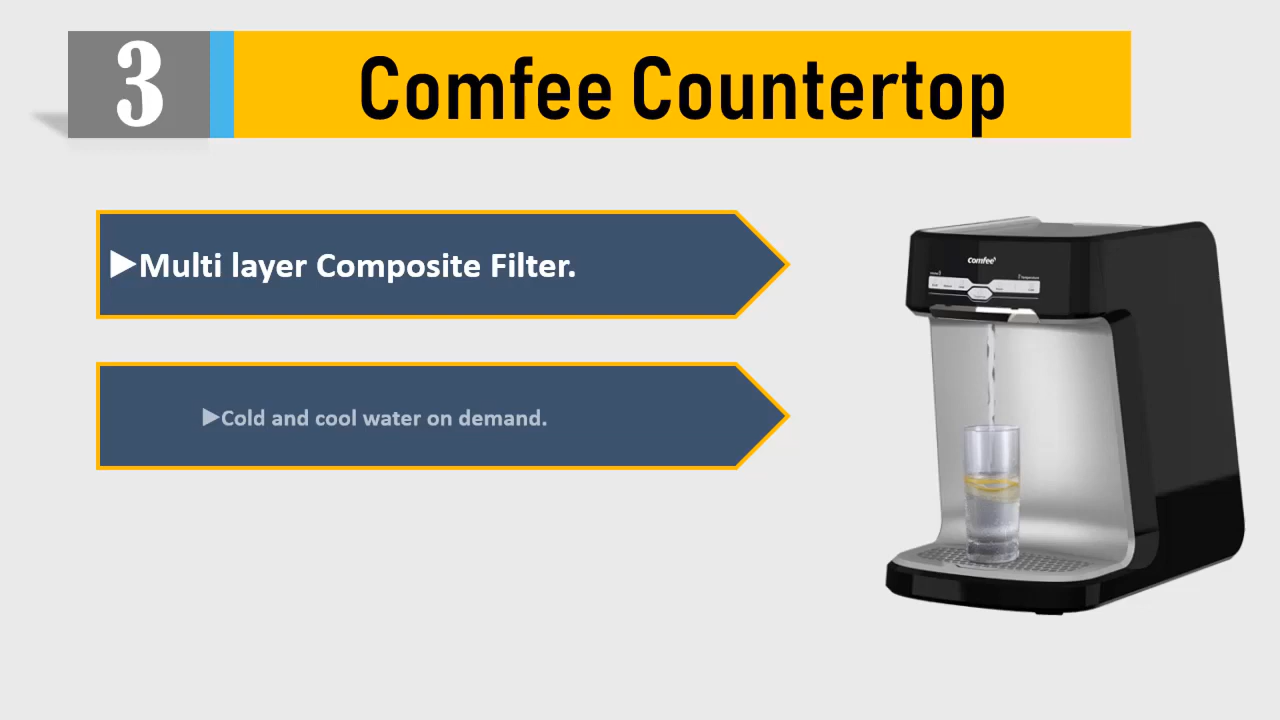 3
Comfee Countertop
▶Multi layer Composite Filter.
▶Cold and cool water on demand.
comfee'